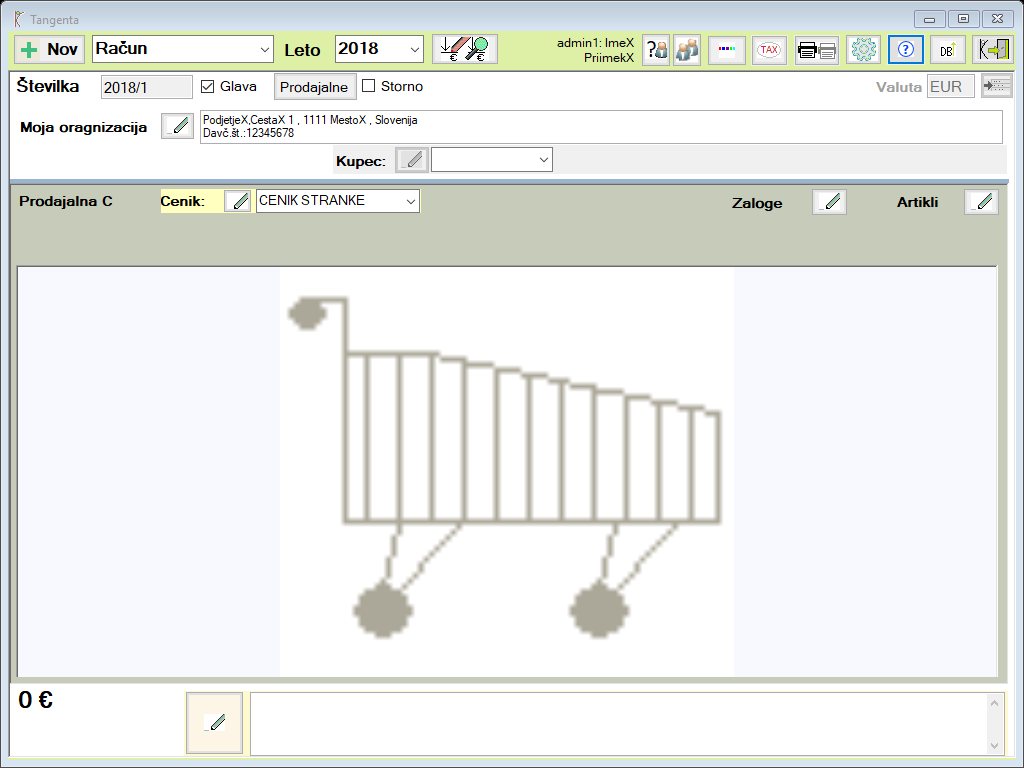 Tangenta
Nov
Račun
Leto
2018
admin1: ImeX
PriimekX
?
TAX
?
DB
Številka
2018/1
Glava
Prodajalne
Storno
Valuta
EUR
Moja oragnizacija
PodjetjeX,CestaX 1 , 1111 MestoX , Slovenija
Davč.št.:12345678
Kupec:
Prodajalna C
Cenik:
CENIK STRANKE
Zaloge
Artikli
0 €